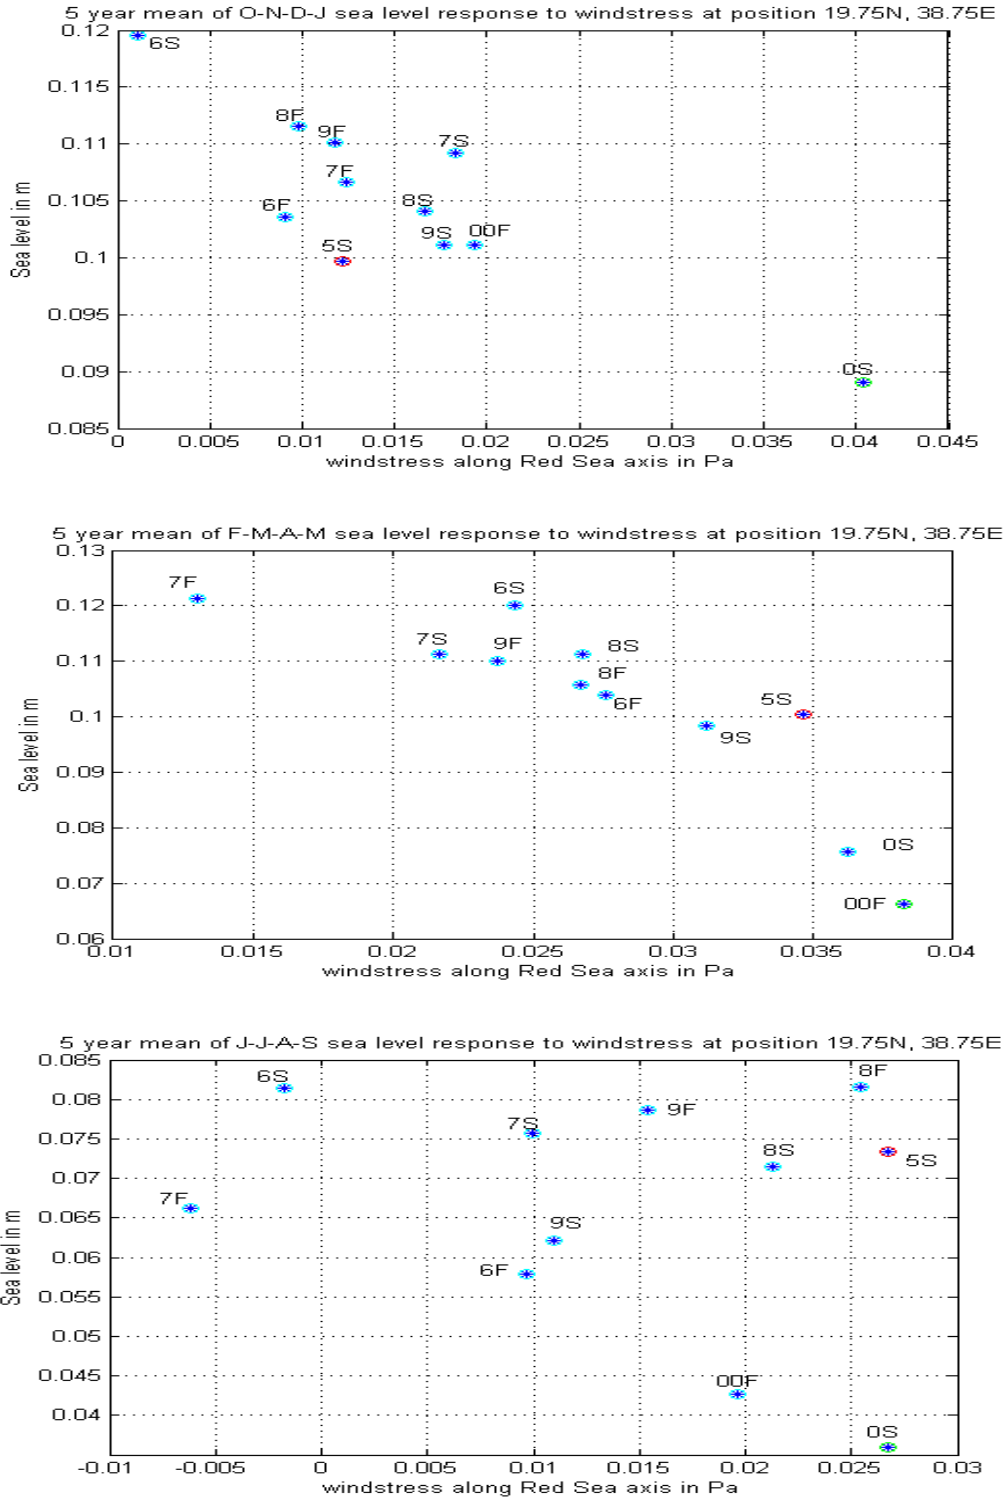 5 year mean of O-N-D-J sea level response to windstress at position 19.75N, 38.75E
0.12
6S
0.115
8F
9F
7S
0.11
7F
6F
8S
0.105
9S
00F
5S
0.1
0.095
0S
0.09
0.085
0 0.005 0.01 0.015 0.02 0.025 0.03 0.035 0.04 0.045
Sea level in m
windstress along Red Sea axis in Pa
5 year mean of F-M-A-M sea level response to windstress at position 19.75N, 38.75E
0.13
7F
6S
0.12
7S
9F
8S
0.11
8F
6F
5S
0.1
9S
0.09
0.08
0S
0.07
00F
0.06
0.01 0.015 0.02 0.025 0.03 0.035 0.04
Sea level in m
windstress along Red Sea axis in Pa
5 year mean of J-J-A-S sea level response to windstress at position 19.75N, 38.75E
0.085
6S
8F
0.08
9F
7S
0.075
8S
5S
0.07
7F
0.065
9S
0.06
6F
0.055
0.05
0.045
00F
0.04
0S
-0.01 -0.005 0 0.005 0.01 0.015 0.02 0.025 0.03
Sea level in m
windstress along Red Sea axis in Pa